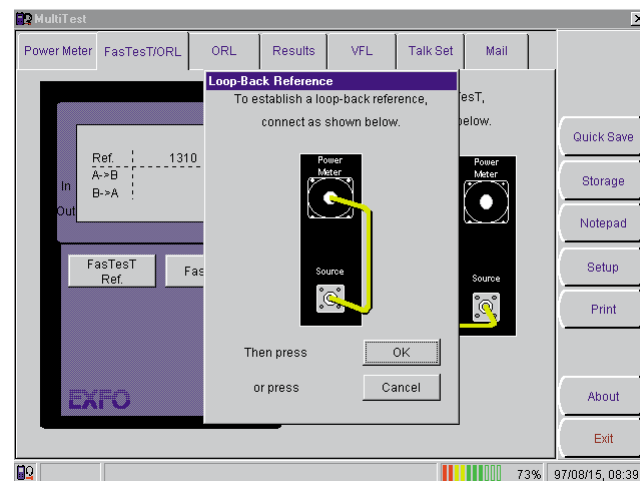 MultiTest
Power Meter FasTesT/ORL ORL Results VFL Talk Set Mail
Loop-Back Reference
To establish a loop-back reference,
connect as shown below.
esT,
elow.
Power
Meter
Source
Power
Meter
Source
Ref. 1310
A->B
B->A
In
Out
FasTesT
Ref.
Fas
Then press OK
or press Cancel
EXFO
Quick Save
Storage
Notepad
Setup
Print
About
Exit
73% 97/08/15, 08:39